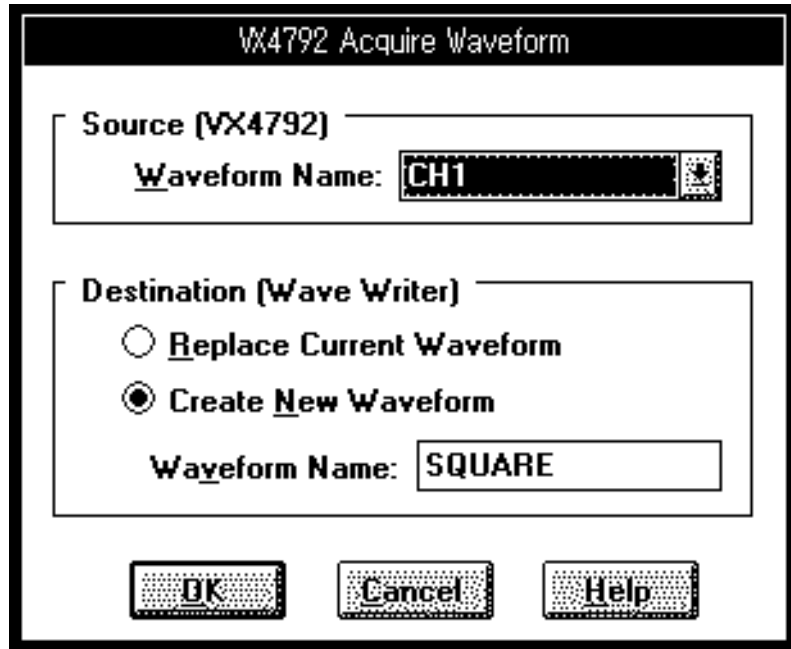 VX4792 Acquire Waveform
Source (VX4792)
Waveform Name: CH1
Destination (Wave Writer)
Replace Current Waveform
Create New Waveform
Waveform Name: SQUARE
OK Cancel Help